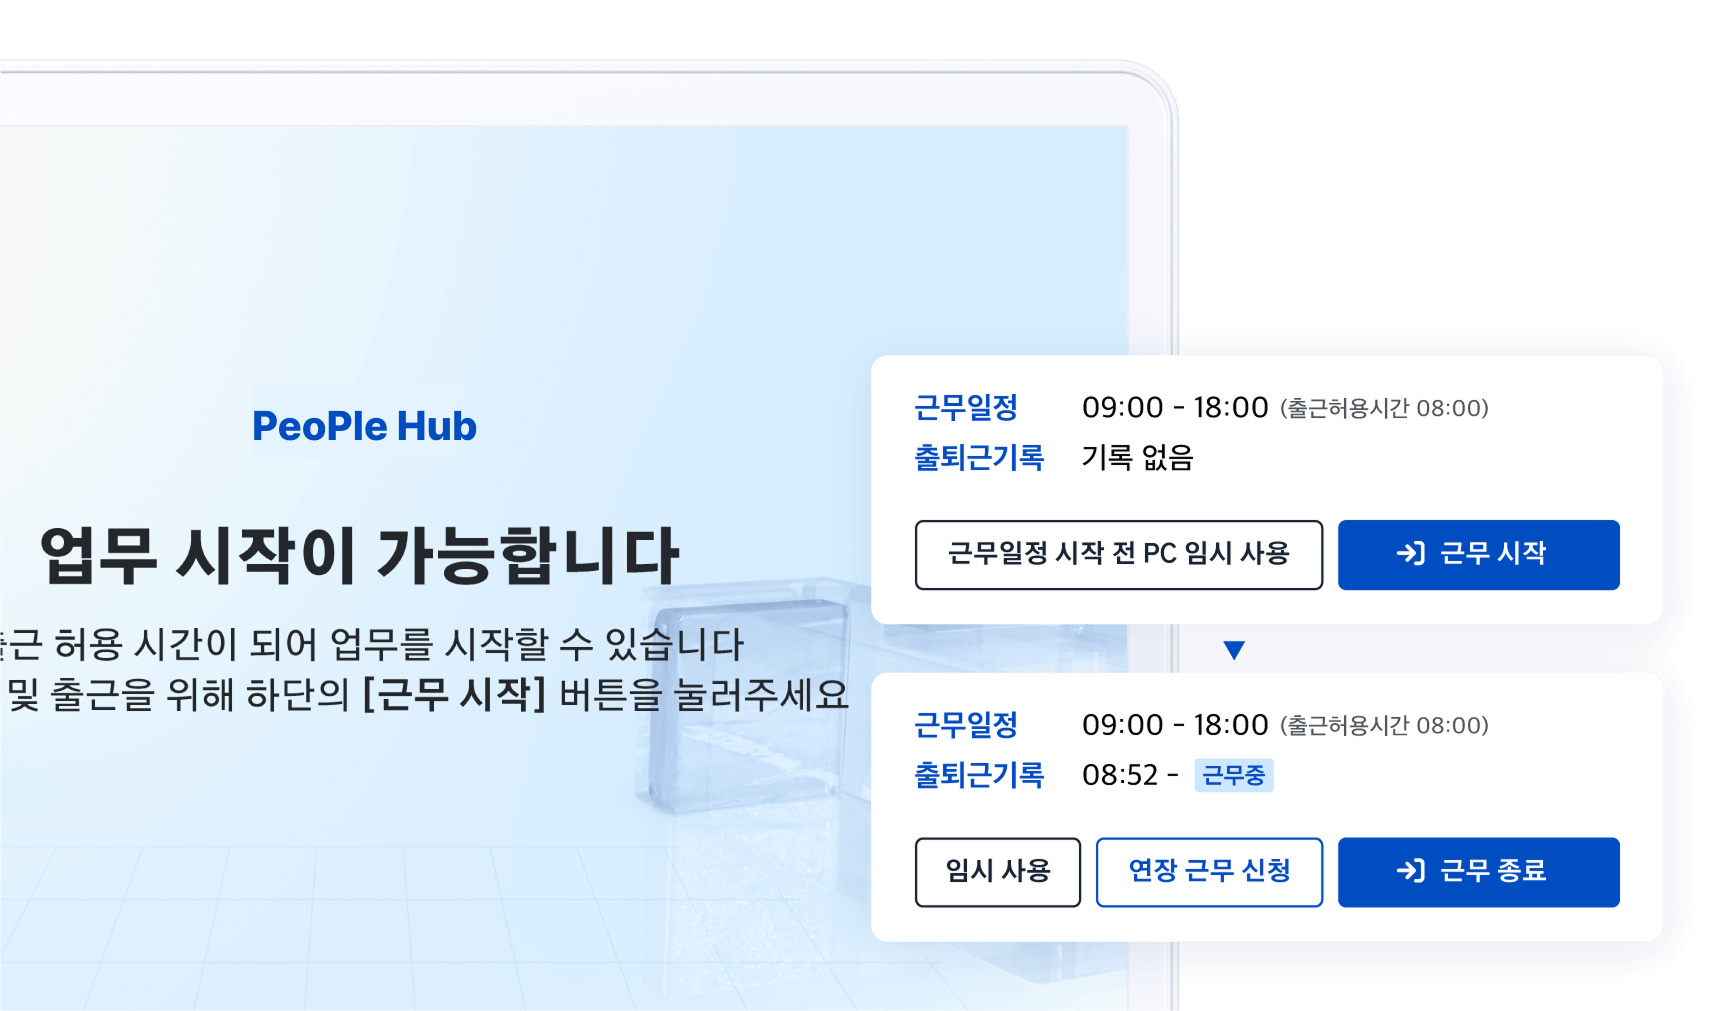 PeoPle Hub
업무 시작이 가능합니다
허용 시간이 되어 업무를 시작할 수 있습니다
및 출근을 위해 하단의 [근무 시작] 버튼을 눌러주세요
근무일정 09:00 - 18:00 (출근허용시간 08:00)
출퇴근기록 기록 없음
근무일정 시작 전 PC 임시 사용 근무 시작
근무일정 09:00 - 18:00 (출근허용시간 08:00)
출퇴근기록 08:52 - 근무중
임시 사용 연장 근무 신청 근무 종료